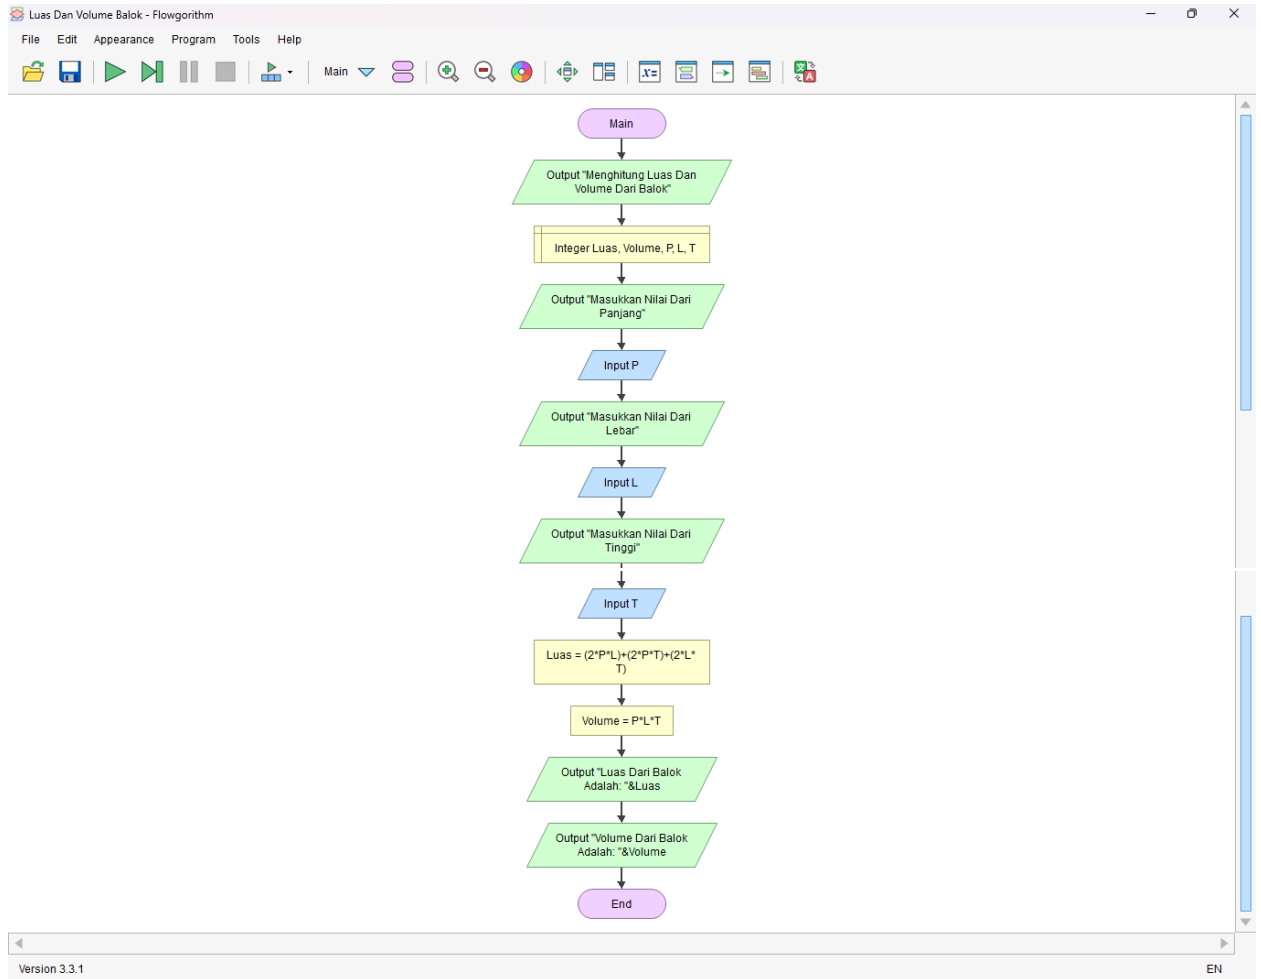 Luas Dan Volume Balok - Flowgorithm
File Edit Appearance Program Tools Help
Main
x=
A
Main
Output "Menghitung Luas Dan
Volume Dari Balok"
Integer Luas, Volume, P, L, T
Output "Masukkan Nilai Dari
Panjang"
Input P
Output "Masukkan Nilai Dari
Lebar"
Input L
Output "Masukkan Nilai Dari
Tinggi"
Input T
Luas = (2*P*L)+(2*P*T)+(2*L*
T)
Volume = P*L*T
Output "Luas Dari Balok
Adalah: "&Luas
Output "Volume Dari Balok
Adalah: "&Volume
End
Version 3.3.1
EN